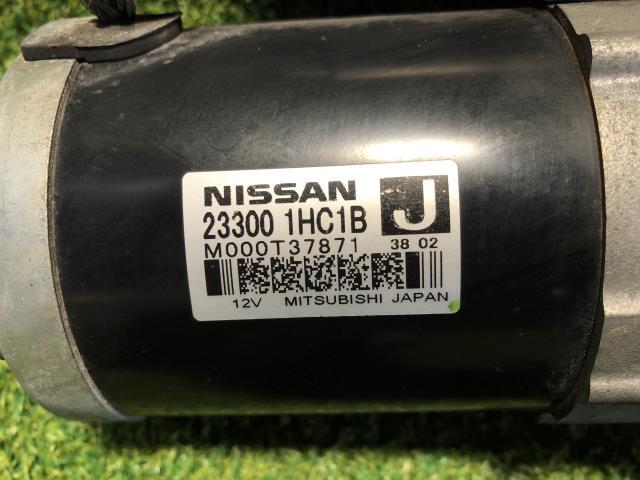 NISSAN J
23300 1HC1B
M000T37871 38 02
12V MITSUBISHI JAPAN